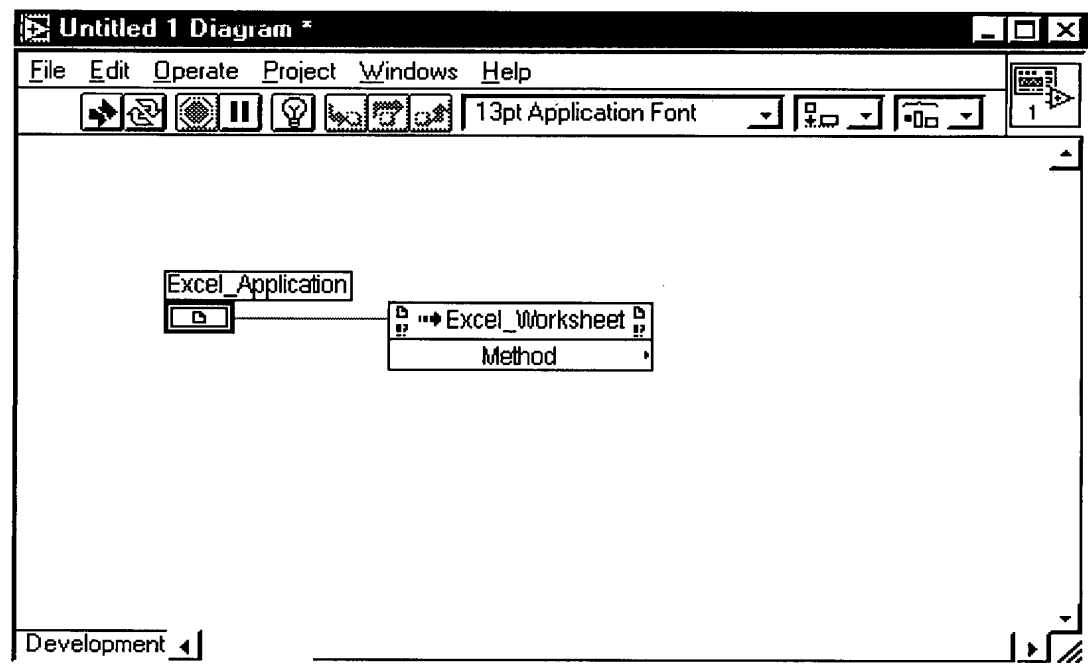 Untitled 1 Diagram *
File Edit Operate Project Windows Help
13pt Application Font
1
Excel_Application
Excel_Worksheet
Method
Development